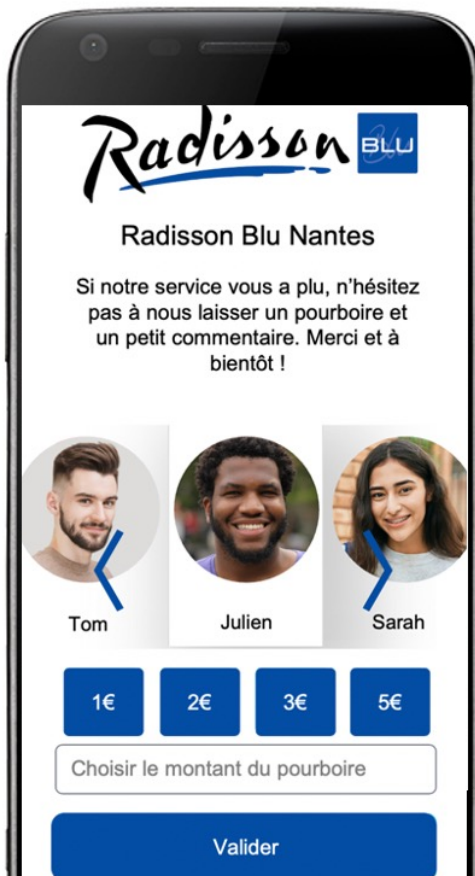 Radisson BLU
Radisson Blu Nantes
Si notre service vous a plu, n'hésitez
pas à nous laisser un pourboire et
un petit commentaire. Merci et à
bientôt !
Tom Julien Sarah
1€ 2€ 3€ 5€
Choisir le montant du pourboire
Valider